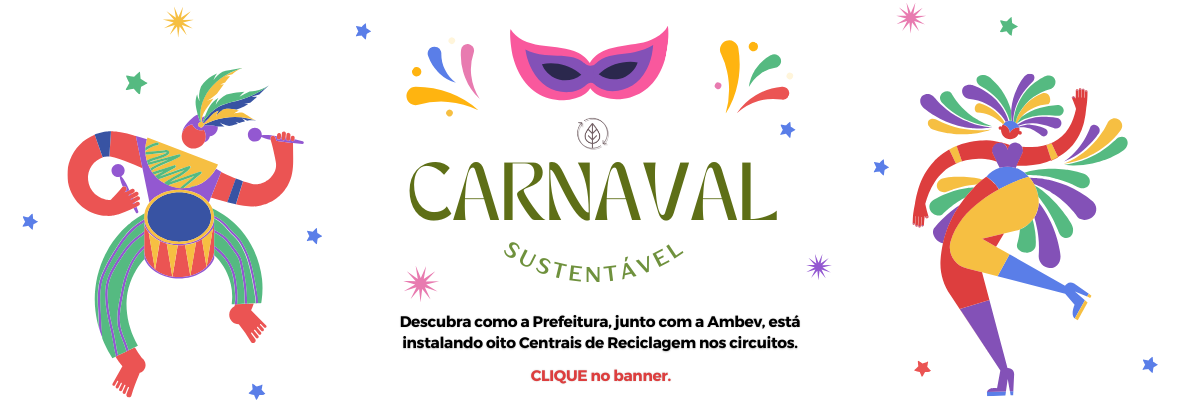 CARNAVAL
SUSTENTÁVEL
Descubra como a Prefeitura, junto com a Ambev, está
instalando oito Centrais de Reciclagem nos circuitos.
CLIQUE no banner.